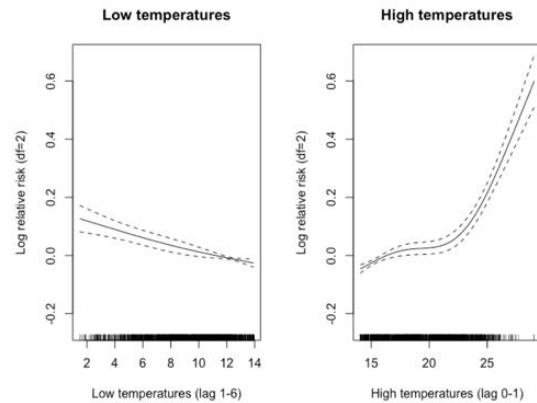 Low temperatures
High temperatures
Log relative risk (df=2)
0.6
0.4
0.2
0.0
-0.2
2 4 6 8 10 12 14
Low temperatures (lag 1-6)
Log relative risk (df=2)
0.6
0.4
0.2
0.0
-0.2
15 20 25
High temperatures (lag 0-1)